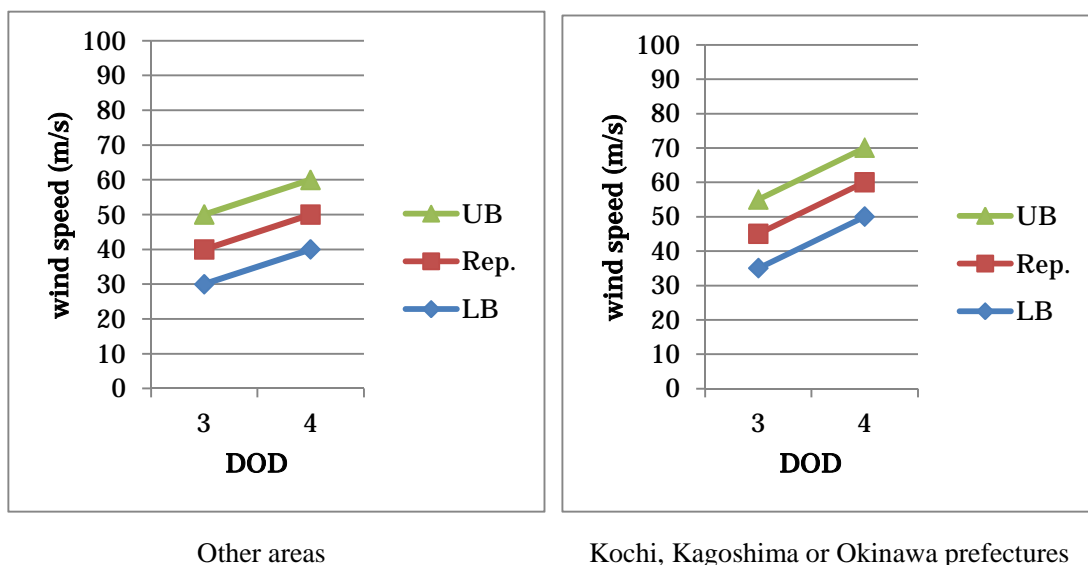 100
90
80
70
60
50
40
30
20
10
0
wind speed (m/s)
3 4
DOD
UB
Rep.
LB
Other areas
100
90
80
70
60
50
40
30
20
10
0
wind speed (m/s)
3 4
DOD
UB
Rep.
LB
Kochi, Kagoshima or Okinawa prefectures